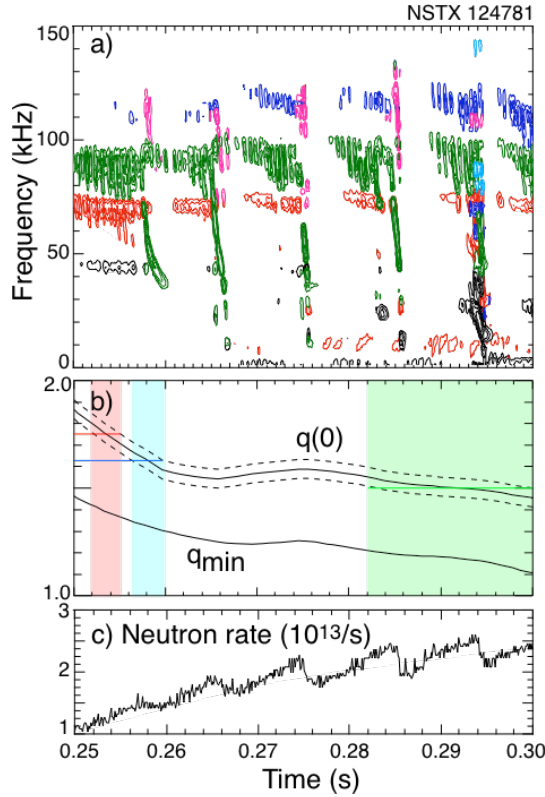 NSTX 124781
a)
150
100
50
0
Frequency (kHz)
b)
2.0
q(0)
qmin
1.0
c) Neutron rate (10¹³/s)
3
2
1
0.25 0.26 0.27 0.28 0.29 0.30
Time (s)